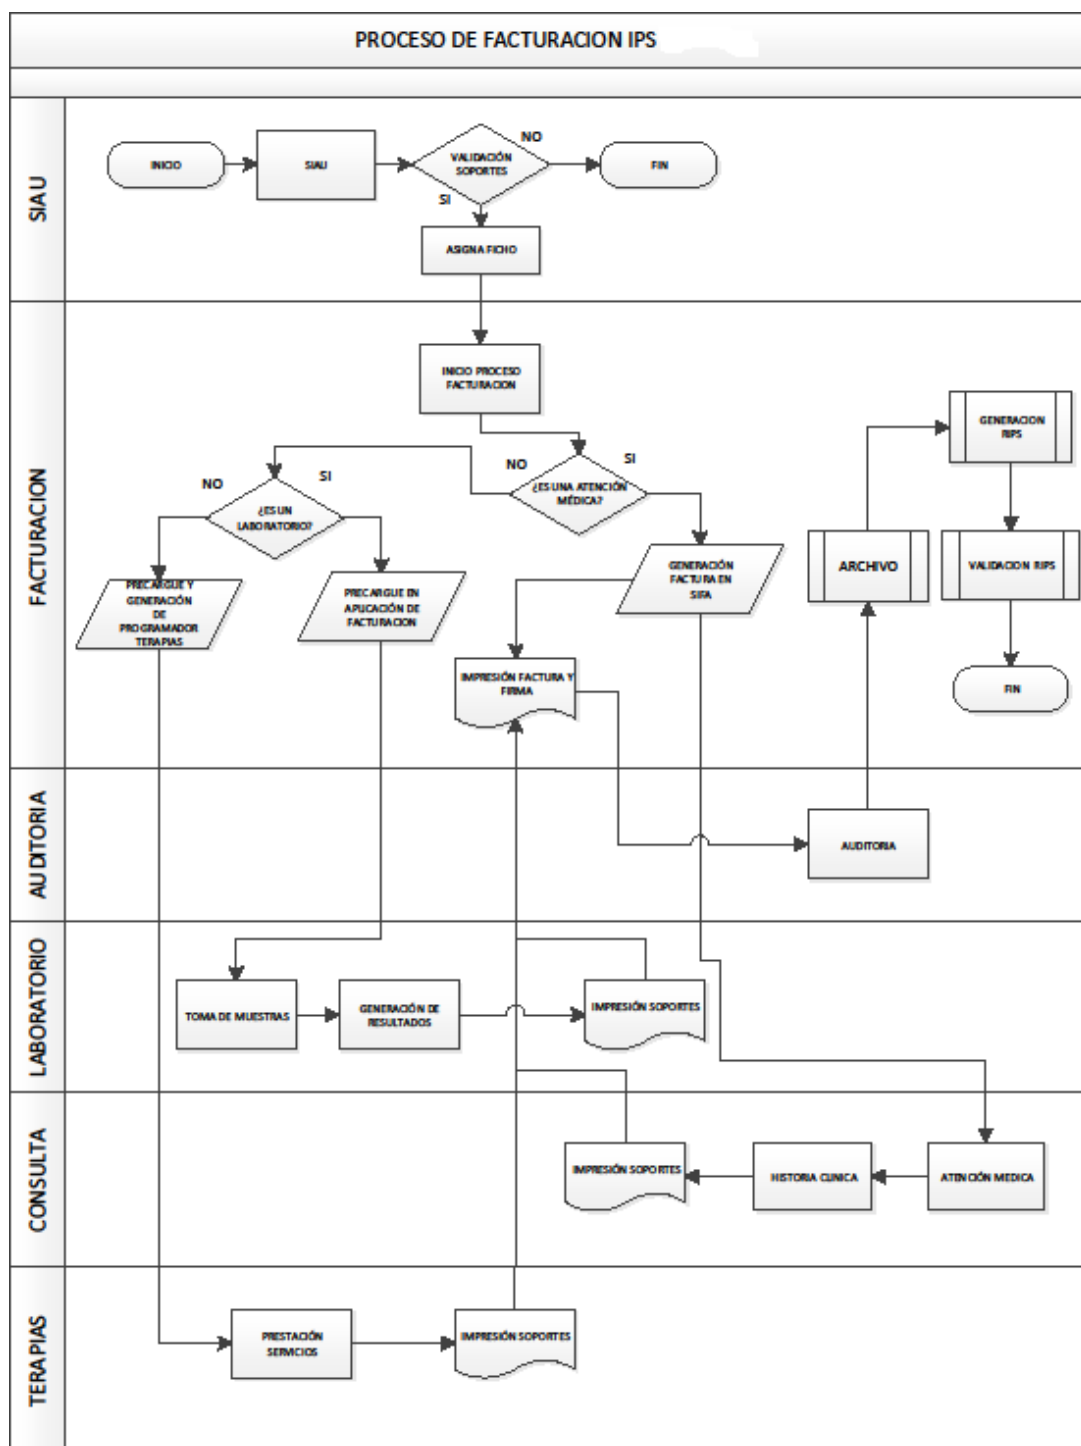 PROCESO DE FACTURACION IPS
SIAU
INICIO
SIAU
VALIDACIÓN
SOPORTES
NO
SI
FIN
ASIGNA FICHO
FACTURACION
INICIO PROCESO
FACTURACION
¿ES UNA ATENCIÓN
MÉDICA?
NO
SI
¿ES UN
LABORATORIO?
NO
SI
PRECARGUE Y
GENERACIÓN
DE
PROGRAMADOR
TERAPIAS
PRECARGUE EN
APLICACIÓN DE
FACTURACION
GENERACIÓN
FACTURA EN
SIFA
IMPRESIÓN FACTURA Y
FIRMA
ARCHIVO
GENERACION
RIPS
VALIDACION RIPS
FIN
AUDITORIA
AUDITORIA
LABORATORIO
TOMA DE MUESTRAS
GENERACIÓN DE
RESULTADOS
IMPRESIÓN SOPORTES
CONSULTA
IMPRESIÓN SOPORTES
HISTORIA CLINICA
ATENCIÓN MEDICA
TERAPIAS
PRESTACIÓN
SERVICIOS
IMPRESIÓN SOPORTES